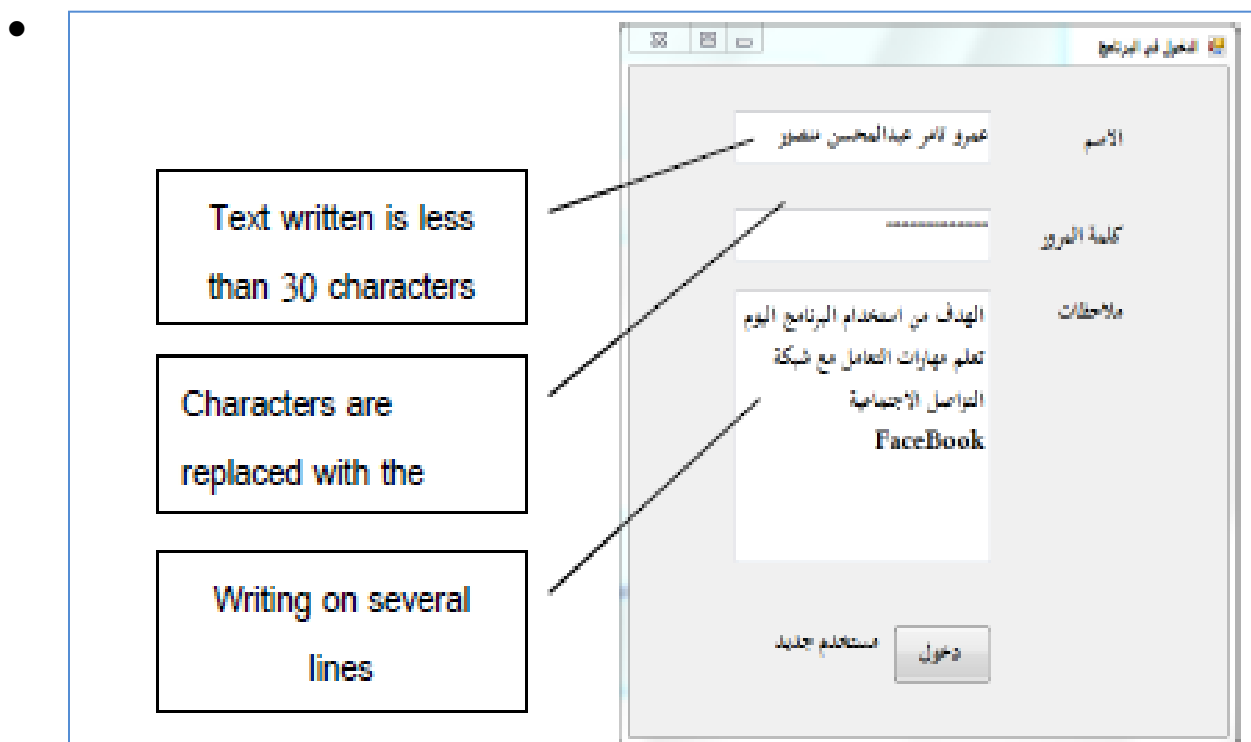 الدخول في البرنامج
الاسم
عمرو تامر عبدالمحسن منصور
Text written is less
than 30 characters
كلمة المرور
-------------
Characters are
replaced with the
ملاحظات
الهدف من استخدام البرنامج اليوم
تعلم مهارات التعامل مع شبكة
التواصل الاجتماعية
FaceBook
Writing on several
lines
دخول
مستخدم جديد